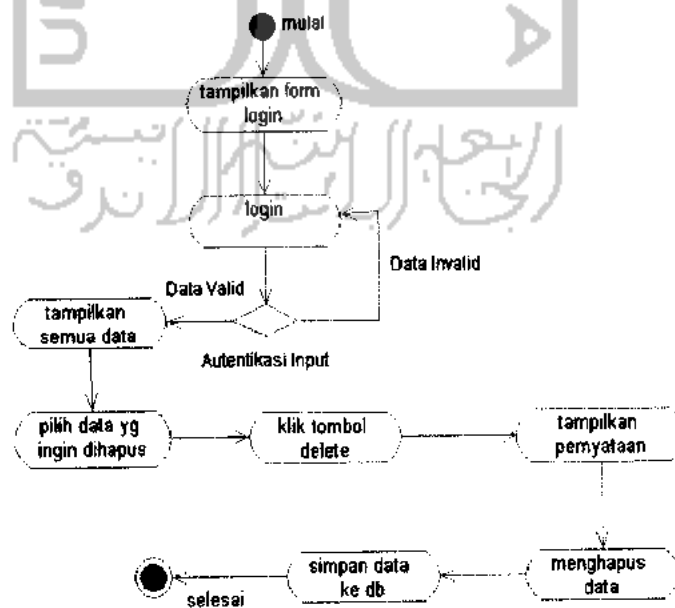 mulai
tampilkan form
login
login
Data Invalid
Data Valid
tampilkan
semua data
Autentikasi Input
pilih data yg
ingin dihapus
klik tombol
delete
tampilkan
pernyataan
menghapus
data
simpan data
ke db
selesai